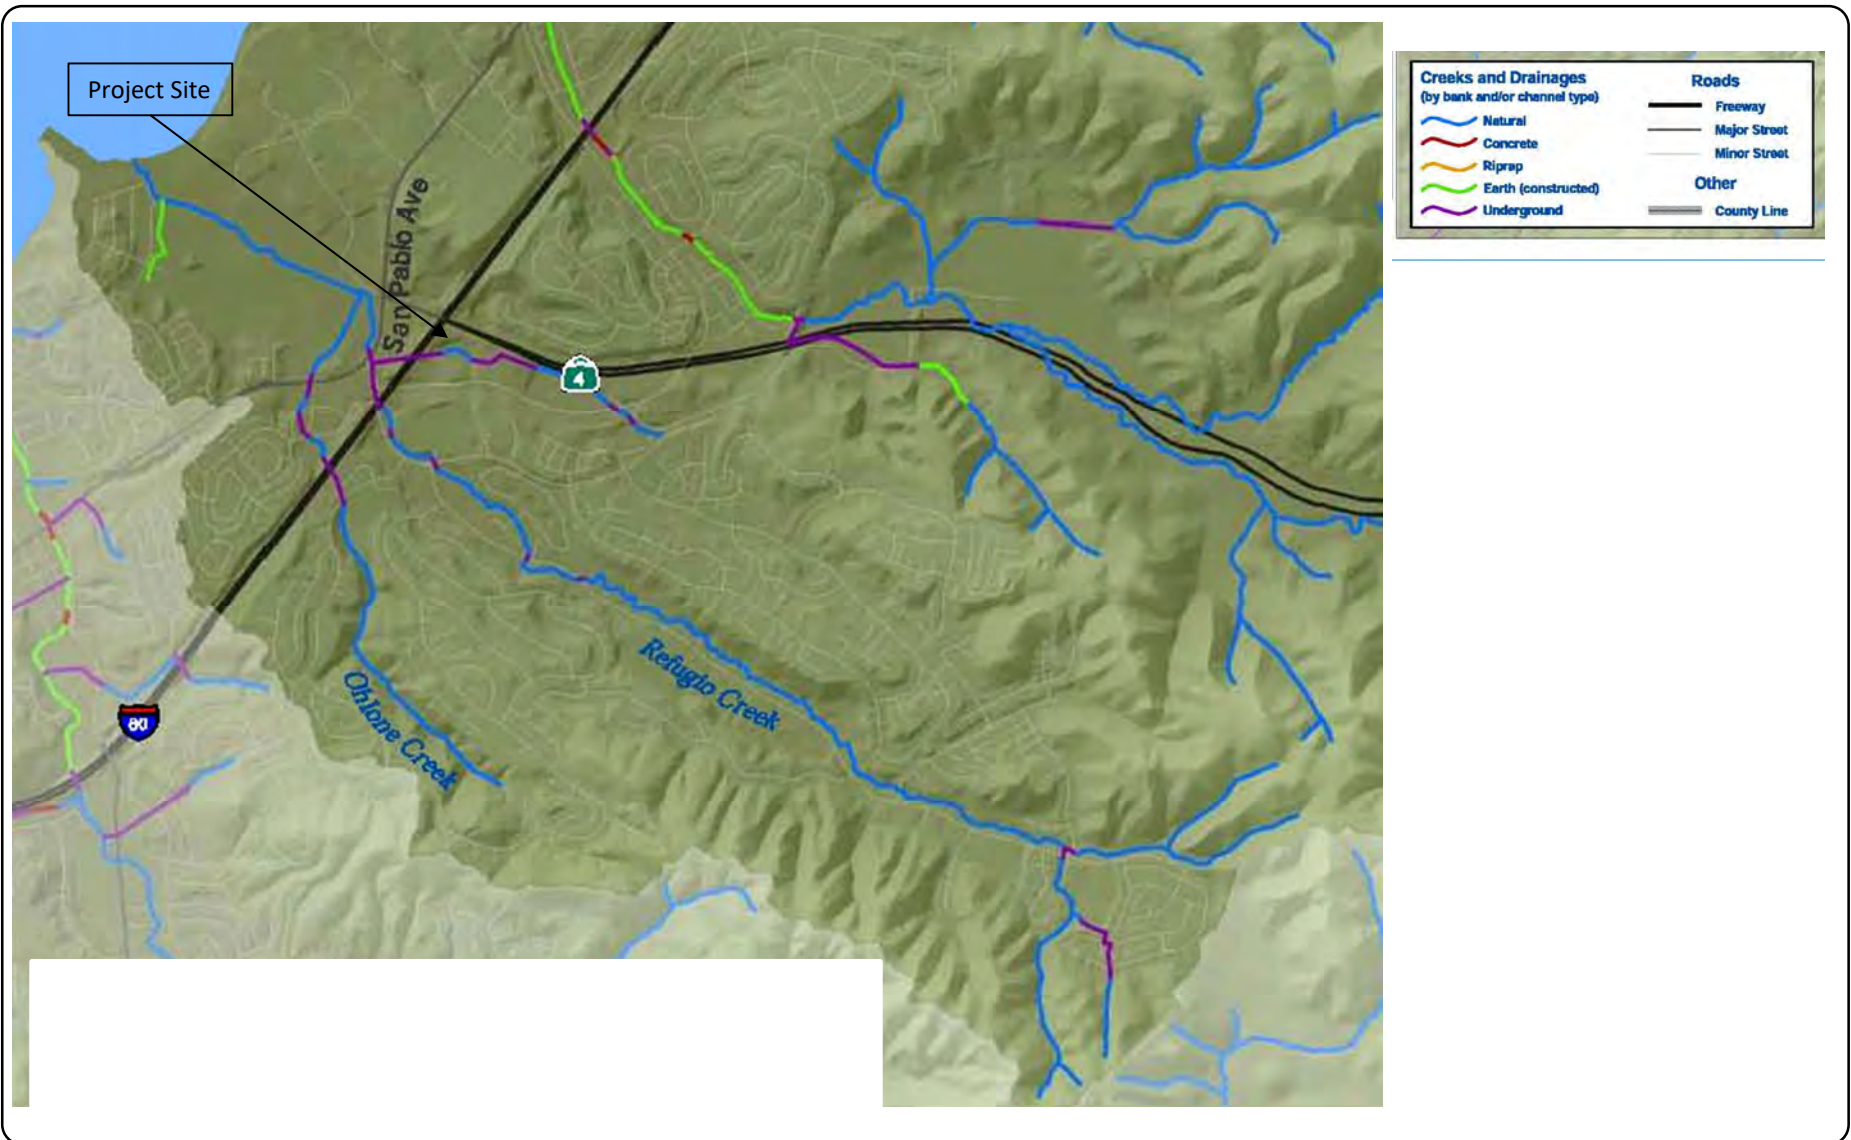 Project Site
San Pablo Ave
4
80
Ohlone Creek
Refugio Creek
Creeks and Drainages
(by bank and/or channel type)
Natural
Concrete
Riprap
Earth (constructed)
Underground
Roads
Freeway
Major Street
Minor Street
Other
County Line